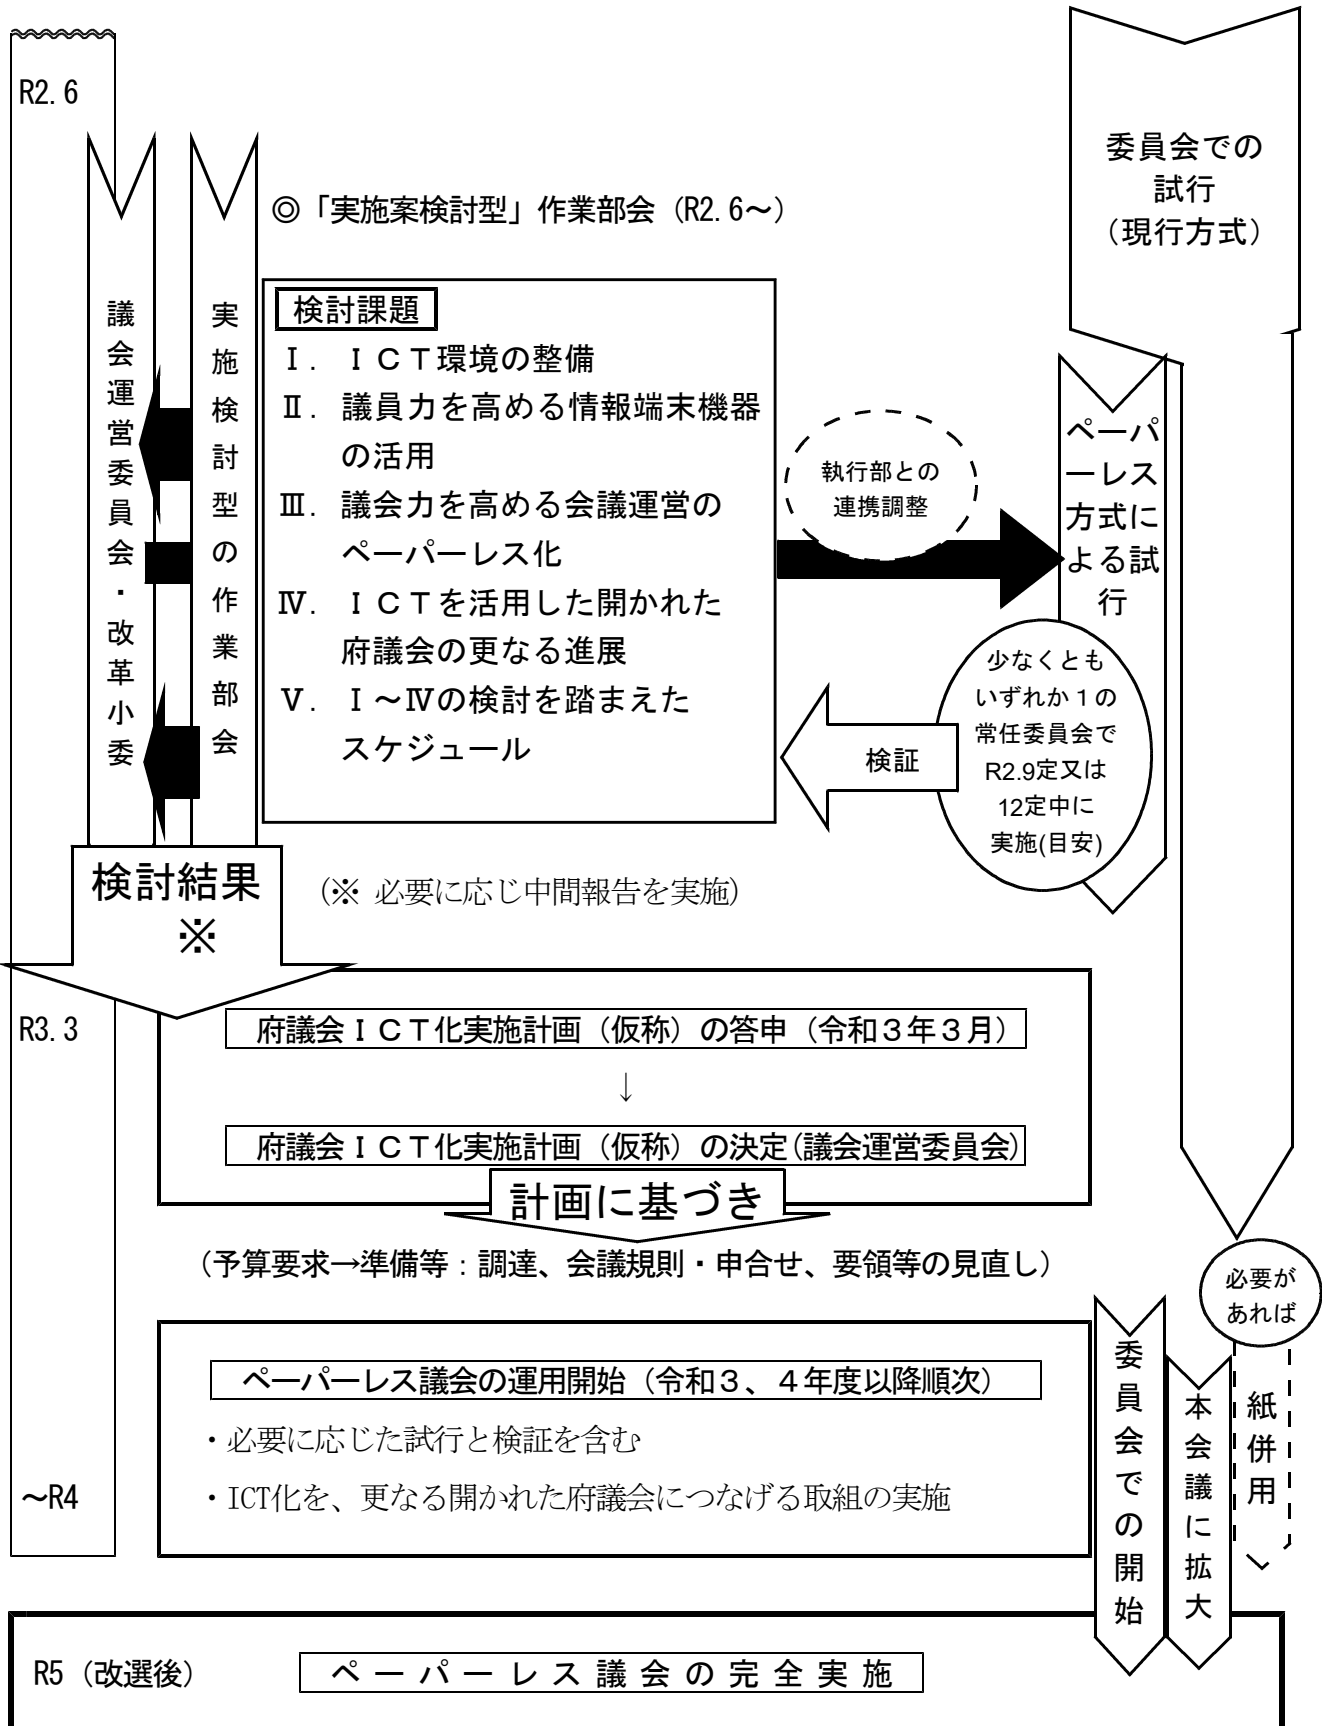 R2.6
委員会での
試行
（現行方式）
◎「実施案検討型」作業部会（R2.6～）
議会運営委員会・改革小委
実施検討型の作業部会
検討課題
Ⅰ．ＩＣＴ環境の整備
Ⅱ．議員力を高める情報端末機器
の活用
Ⅲ．議会力を高める会議運営の
ペーパーレス化
Ⅳ．ＩＣＴを活用した開かれた
府議会の更なる進展
Ⅴ．Ⅰ～Ⅳの検討を踏まえた
スケジュール
執行部との
連携調整
ペーパ
ーレス
方式に
よる試
行
少なくとも
いずれか１の
常任委員会で
R2.9定又は
12定中に
実施(目安)
検証
検討結果
※
（※ 必要に応じ中間報告を実施）
R3.3
府議会ＩＣＴ化実施計画（仮称）の答申（令和３年３月）
↓
府議会ＩＣＴ化実施計画（仮称）の決定(議会運営委員会)
計画に基づき
（予算要求→準備等：調達、会議規則・申合せ、要領等の見直し）
必要が
あれば
ペーパーレス議会の運用開始（令和３、４年度以降順次）
・必要に応じた試行と検証を含む
・ICT化を、更なる開かれた府議会につなげる取組の実施
～R4
委員会での開始
本会議に拡大
紙併用
R5（改選後）
ペーパーレス議会の完全実施